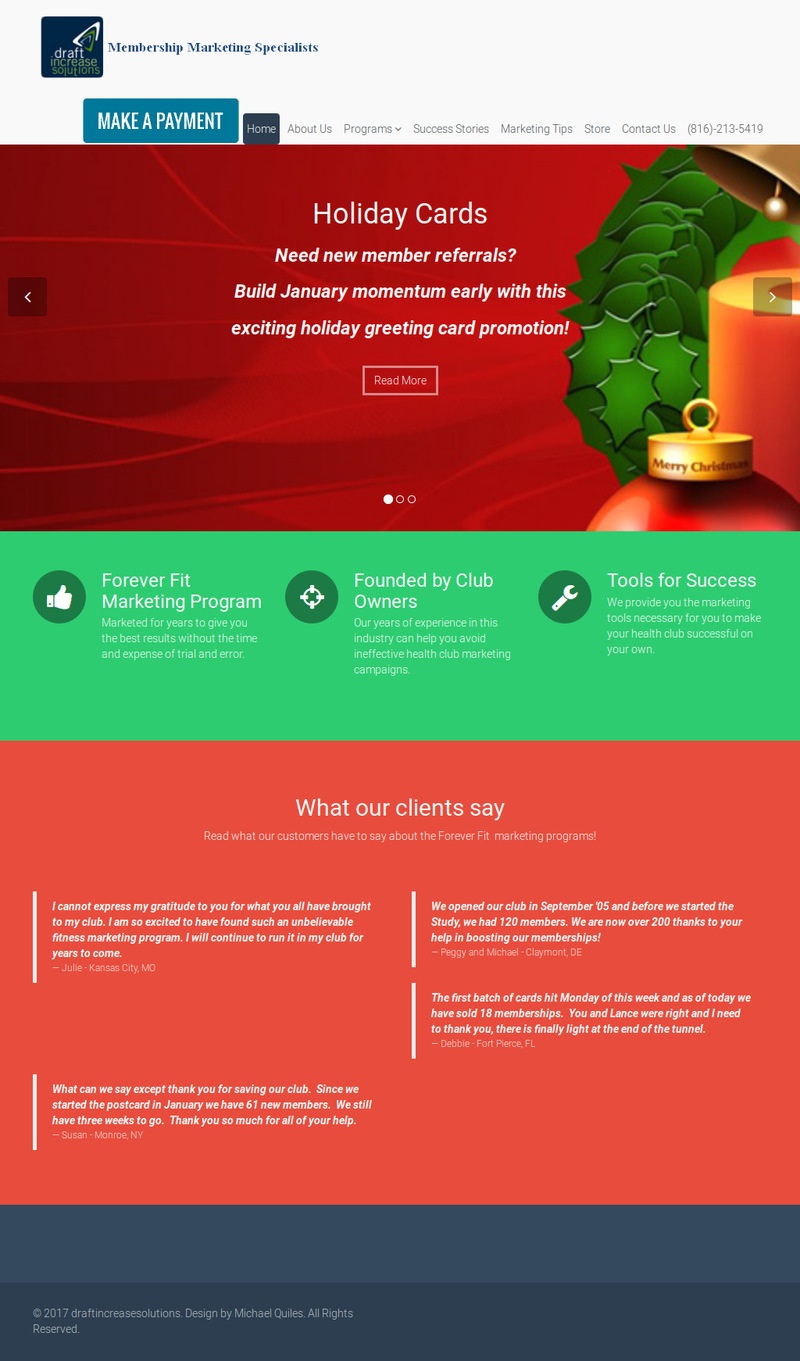 draft
increase
solutions
Membership Marketing Specialists
MAKE A PAYMENT
Home
About Us
Programs
Success Stories
Marketing Tips
Store
Contact Us
(816)-213-5419
Holiday Cards
Need new member referrals?
Build January momentum early with this
exciting holiday greeting card promotion!
Read More
Merry Christmas
Forever Fit
Marketing Program
Marketed for years to give you
the best results without the time
and expense of trial and error.
Founded by Club
Owners
Our years of experience in this
industry can help you avoid
ineffective health club marketing
campaigns.
Tools for Success
We provide you the marketing
tools necessary for you to make
your health club successful on
your own.
What our clients say
Read what our customers have to say about the Forever Fit  marketing programs!
I cannot express my gratitude to you for what you all have brought
to my club. I am so excited to have found such an unbelievable
fitness marketing program. I will continue to run it in my club for
years to come.
— Julie - Kansas City, MO
We opened our club in September '05 and before we started the
Study, we had 120 members. We are now over 200 thanks to your
help in boosting our memberships!
— Peggy and Michael - Claymont, DE
The first batch of cards hit Monday of this week and as of today we
have sold 18 memberships.  You and Lance were right and I need
to thank you, there is finally light at the end of the tunnel.
— Debbie - Fort Pierce, FL
What can we say except thank you for saving our club.  Since we
started the postcard in January we have 61 new members.  We still
have three weeks to go.  Thank you so much for all of your help.
— Susan - Monroe, NY
© 2017 draftincreasesolutions. Design by Michael Quiles. All Rights
Reserved.